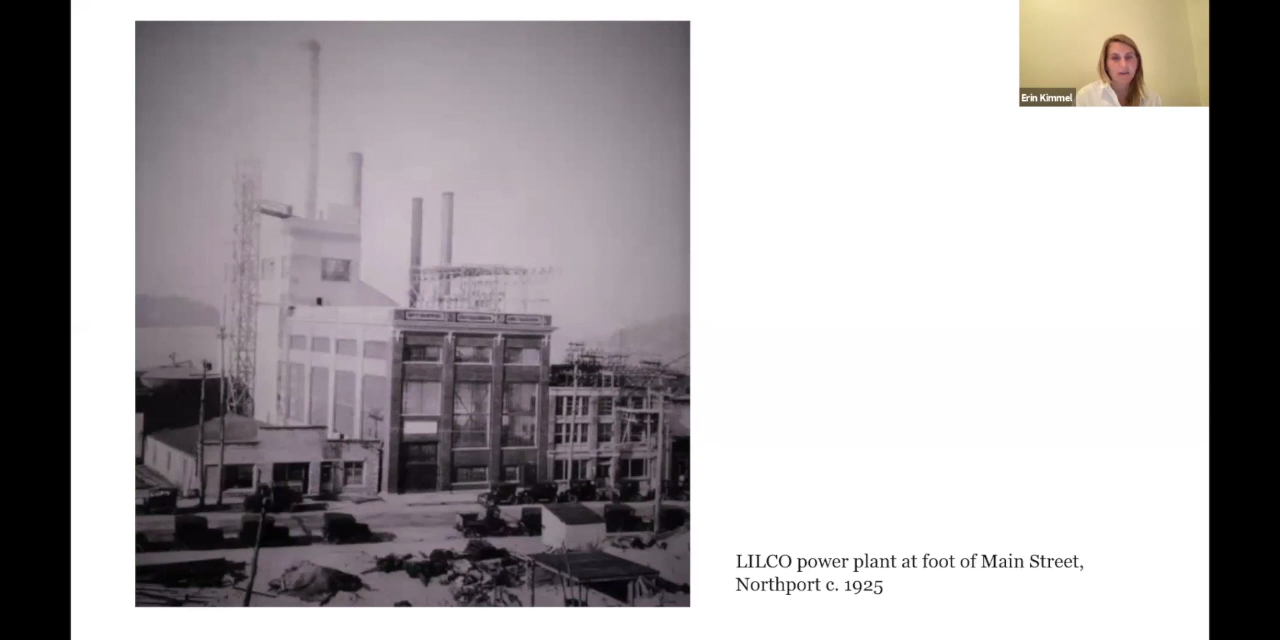 Erin Kimmel
LILCO power plant at foot of Main Street,
Northport c. 1925